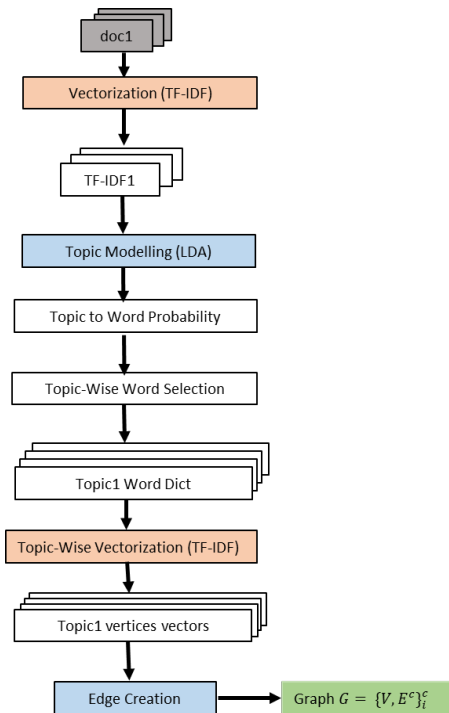 doc1
Vectorization (TF-IDF)
TF-IDF1
Topic Modelling (LDA)
Topic to Word Probability
Topic-Wise Word Selection
Topic1 Word Dict
Topic-Wise Vectorization (TF-IDF)
Topic1 vertices vectors
Edge Creation
Graph $G = \{V, E^c\}_i^c$